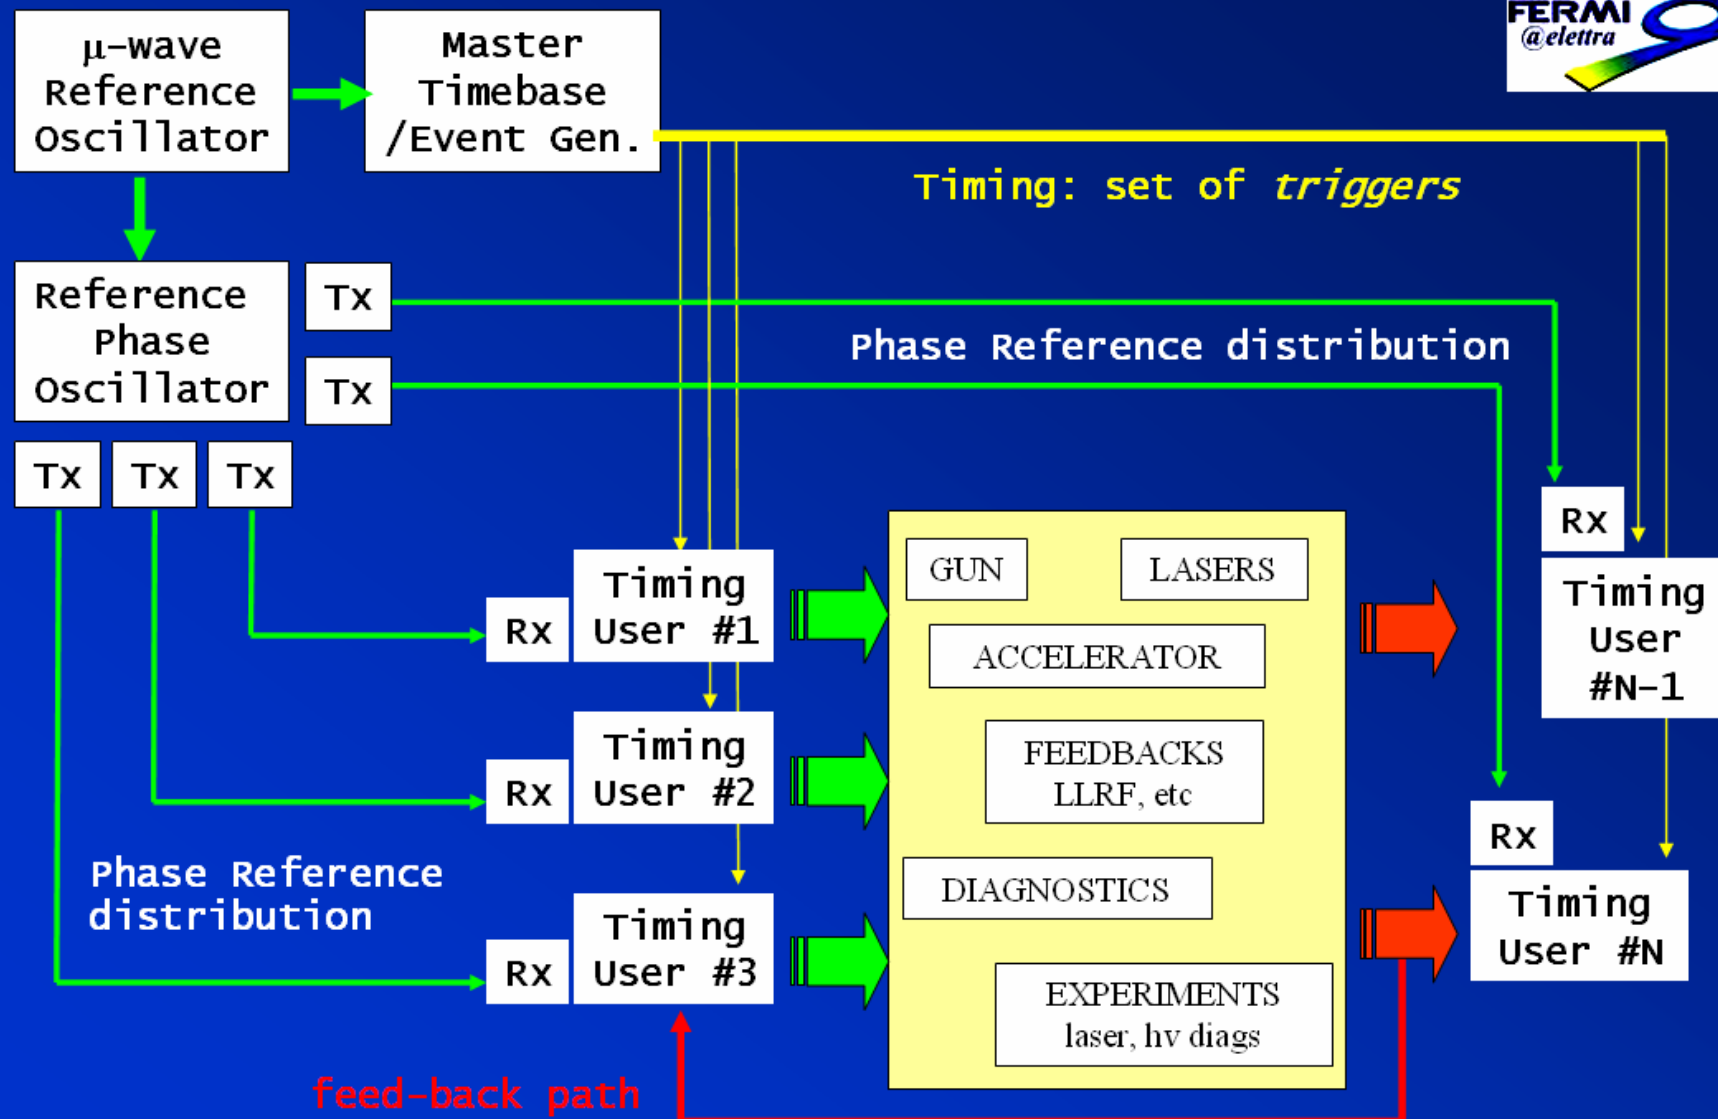 μ-wave
Reference
Oscillator
Master
Timebase
/Event Gen.
FERMI
@elettra
Timing: set of triggers
Reference
Phase
Oscillator
Tx
Tx
Phase Reference distribution
Tx
Tx
Tx
Rx
Timing
User #1
GUN
LASERS
ACCELERATOR
Rx
Timing
User
#N-1
Rx
Timing
User #2
FEEDBACKS
LLRF, etc
Phase Reference
distribution
Rx
Timing
User #3
DIAGNOSTICS
EXPERIMENTS
laser, hv diags
Rx
Timing
User #N
feed-back path